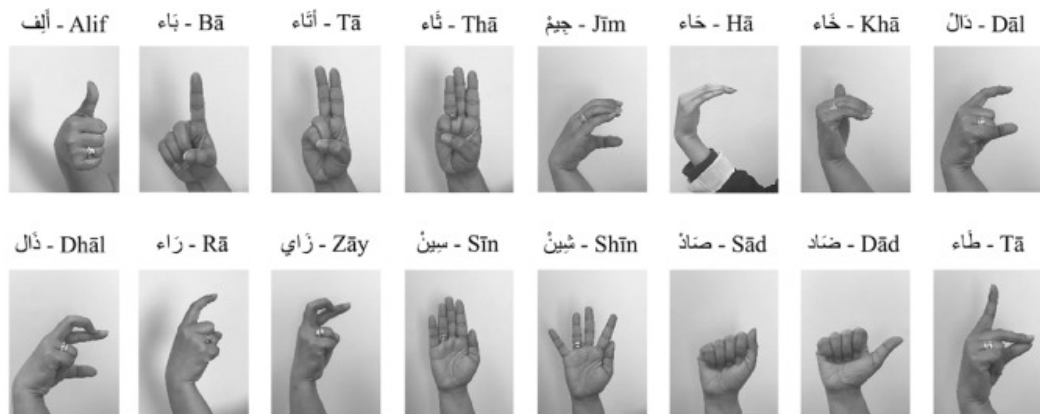 أَلِف - Alif بَاء - Bā أتَاء - Tā ثَاء - Thā جِيمْ - Jīm حَاء - Hā خَاء - Khā دَالْ - Dāl
ذَال - Dhāl رَاء - Rā زَاي - Zāy سِينْ - Sīn شِينْ - Shīn صَادْ - Sād ضَاد - Dād طَاء - Tā